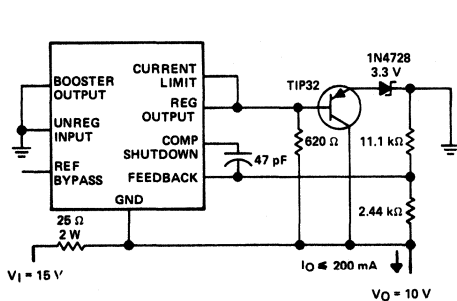 1N4728
3.3 V
CURRENT
LIMIT
TIP32
BOOSTER
OUTPUT
REG
OUTPUT
UNREG
INPUT
COMP
SHUTDOWN
620 Ω
11.1 kΩ
47 pF
REF
BYPASS
FEEDBACK
GND
2.44 kΩ
25 Ω
2 W
VI = 15 V
IO ≤ 200 mA
VO = 10 V